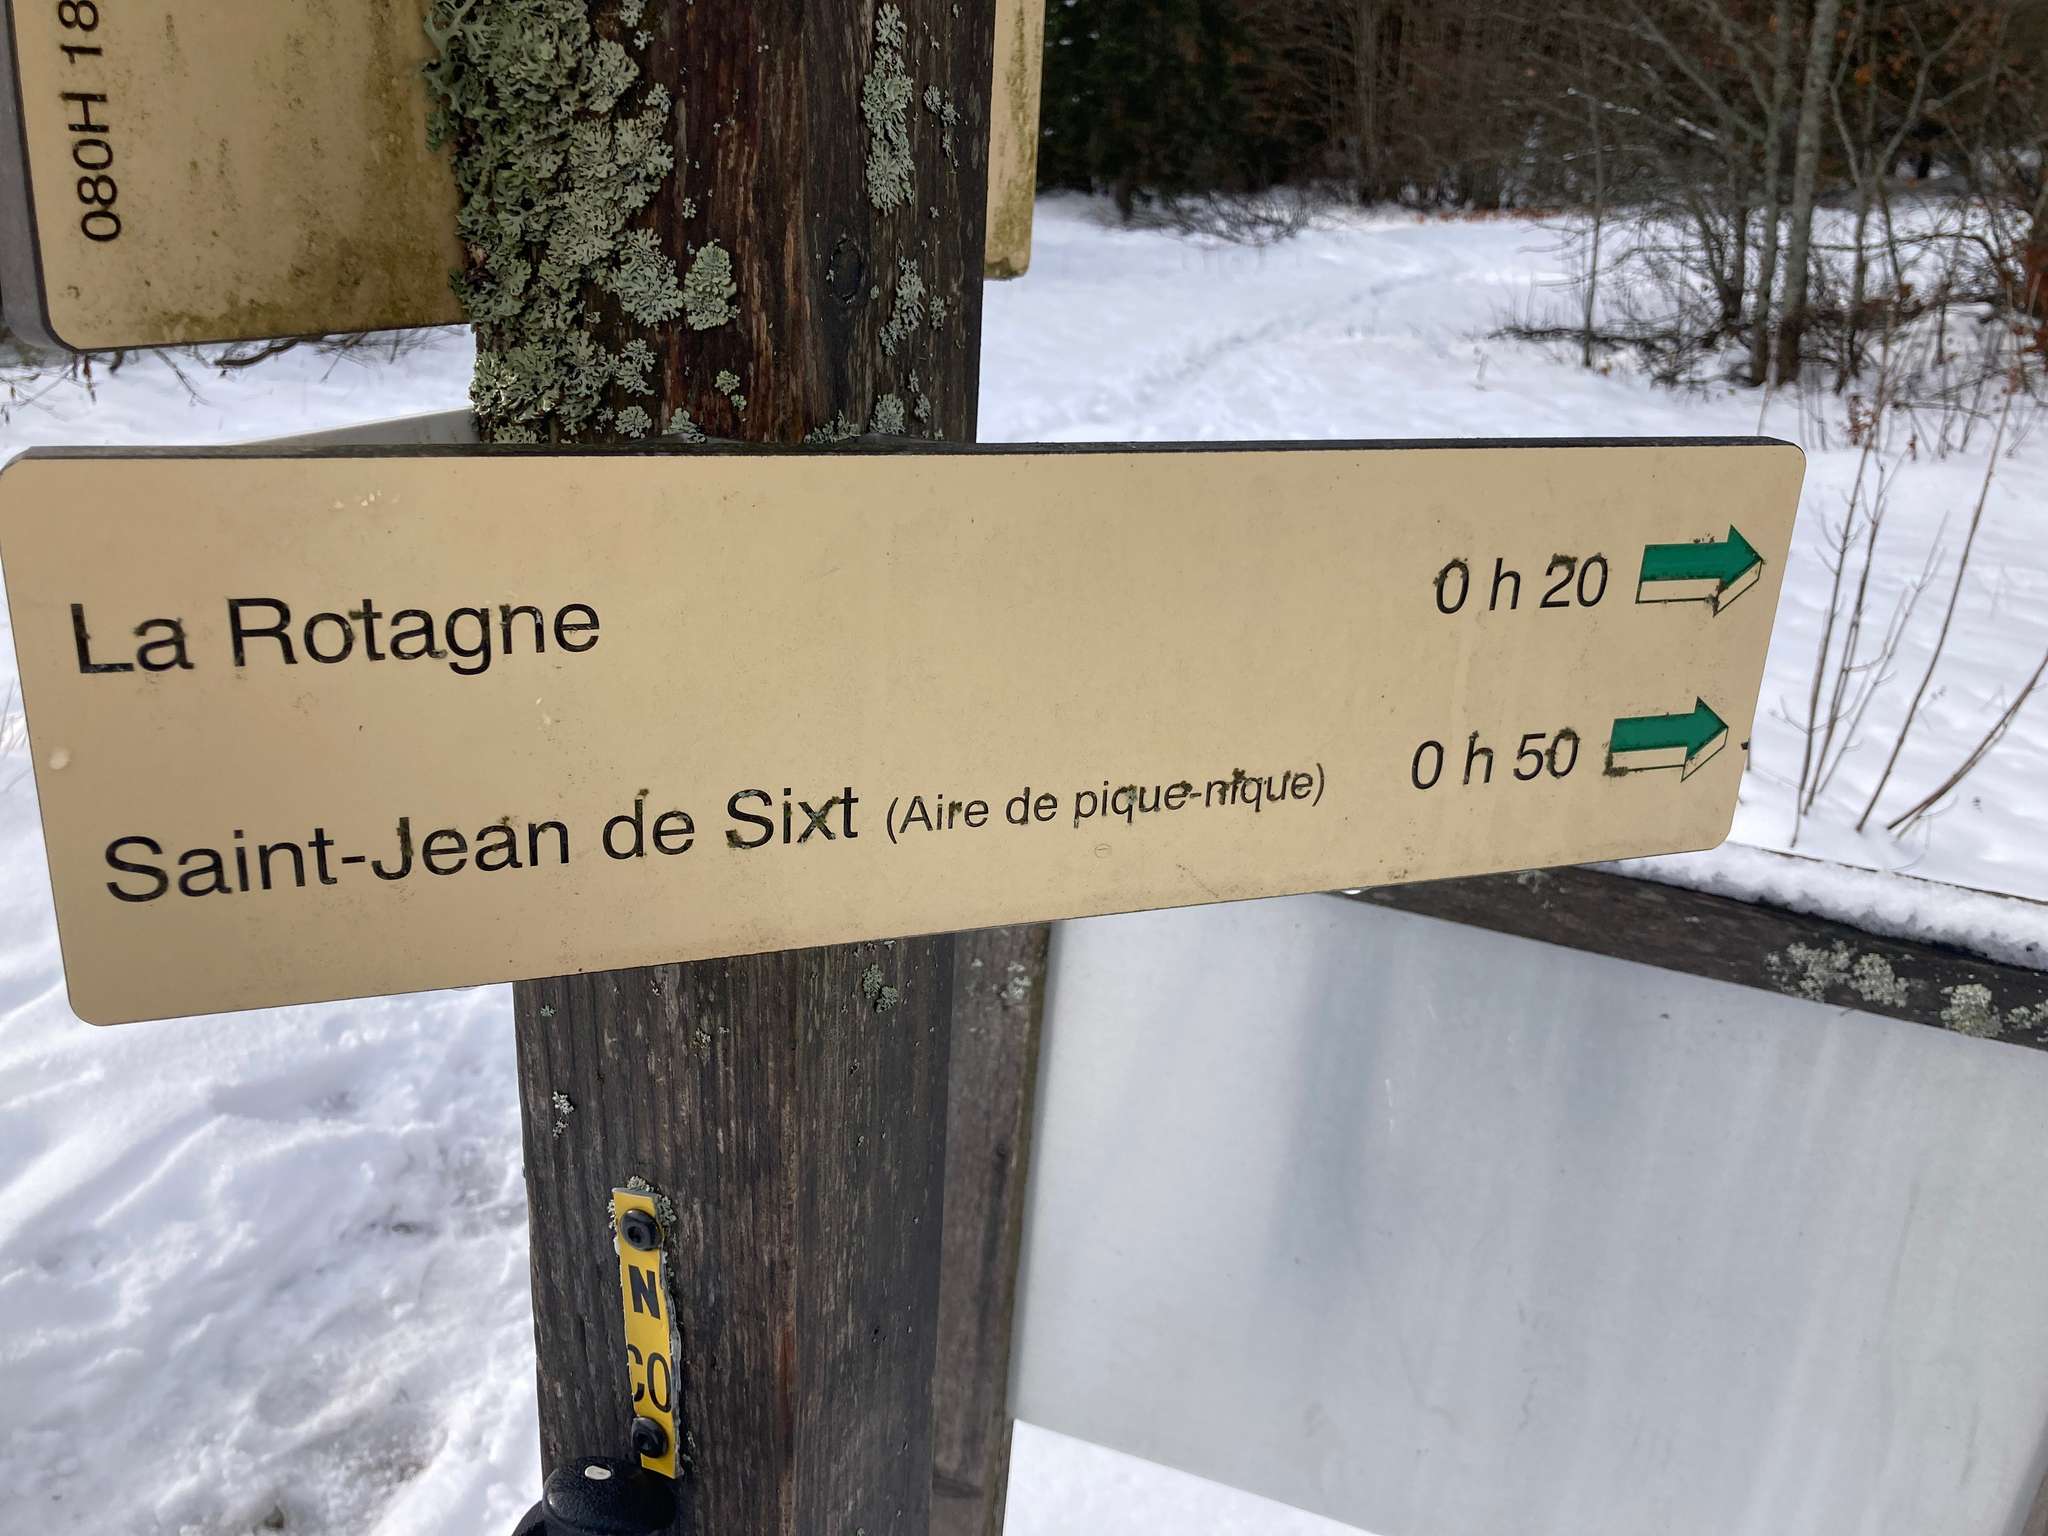 080H 18
La Rotagne 0 h 20
Saint-Jean de Sixt (Aire de pique-nique) 0 h 50
N
CO